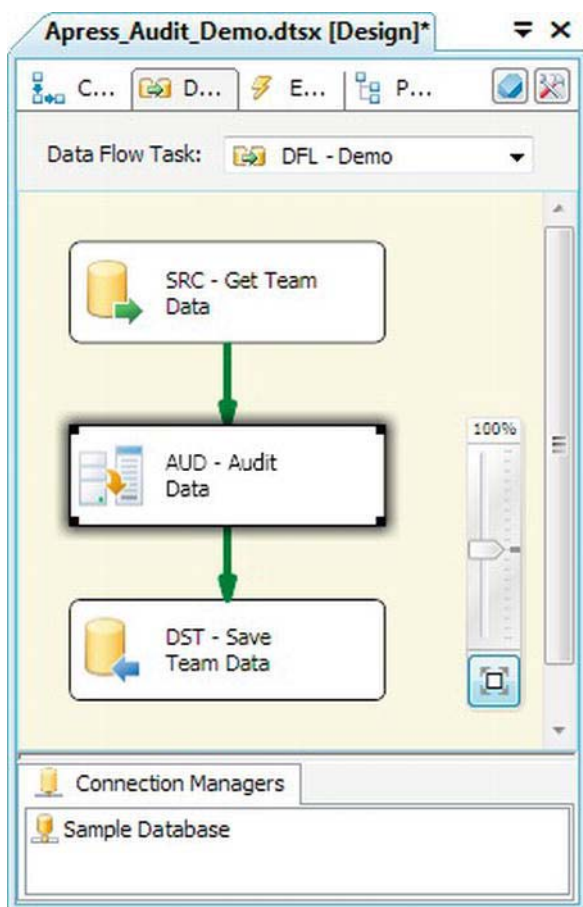 Apress_Audit_Demo.dtsx [Design]*
C... D... E... P...
Data Flow Task: DFL - Demo
SRC - Get Team
Data
100%
AUD - Audit
Data
DST - Save
Team Data
Connection Managers
Sample Database